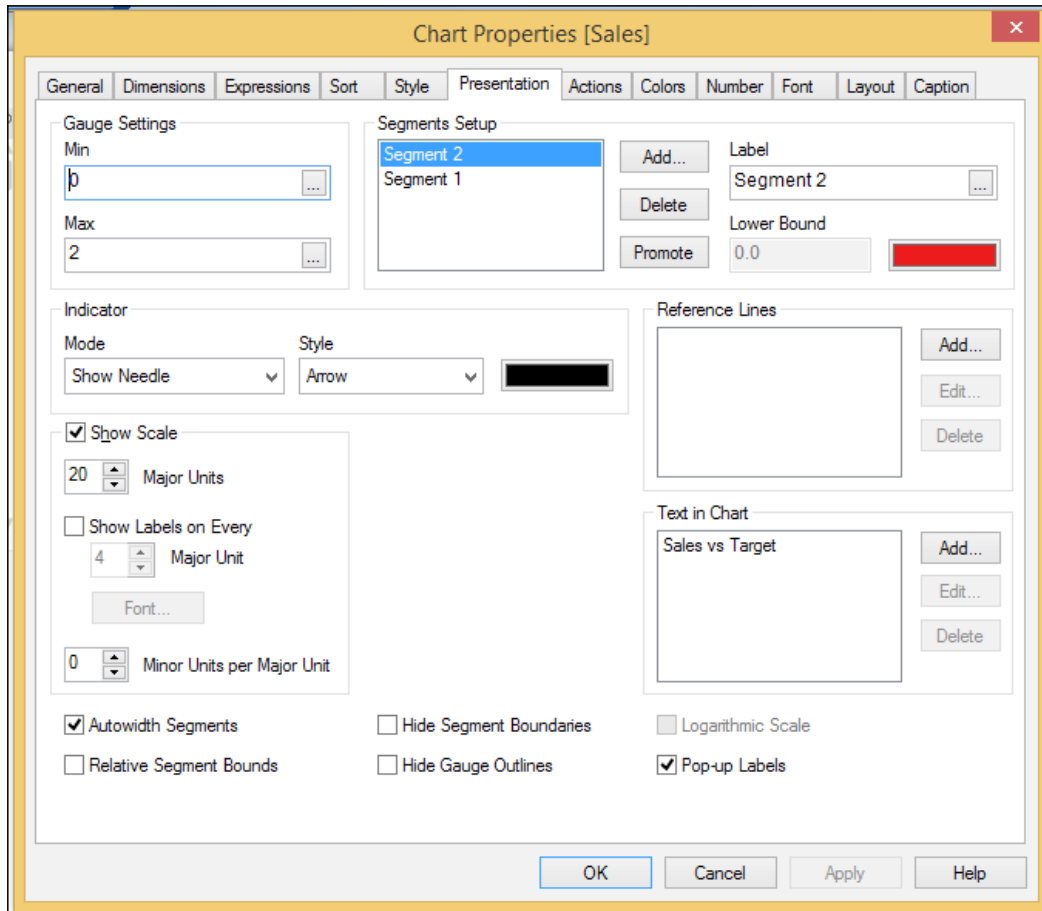 Chart Properties [Sales]
General Dimensions Expressions Sort Style Presentation Actions Colors Number Font Layout Caption
Gauge Settings
Min
0
...
Max
2
...
Segments Setup
Segment 2
Segment 1
Add...
Delete
Promote
Label
Segment 2
...
Lower Bound
0.0
Indicator
Mode
Show Needle
Style
Arrow
Reference Lines
Add...
Edit...
Delete
Show Scale
20 Major Units
Show Labels on Every
4 Major Unit
Font...
0 Minor Units per Major Unit
Text in Chart
Sales vs Target
Add...
Edit...
Delete
Autowidth Segments
Hide Segment Boundaries
Logarithmic Scale
Relative Segment Bounds
Hide Gauge Outlines
Pop-up Labels
OK Cancel Apply Help